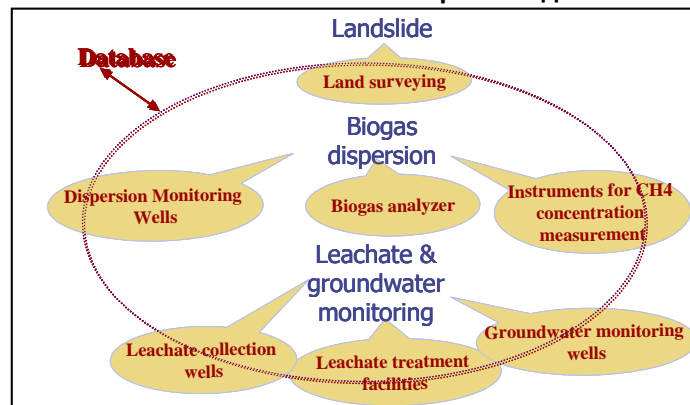 Landslide
Database
Land surveying
Biogas
dispersion
Dispersion Monitoring
Wells
Biogas analyzer
Instruments for CH4
concentration
measurement
Leachate &
groundwater
monitoring
Leachate collection
wells
Leachate treatment
facilities
Groundwater monitoring
wells